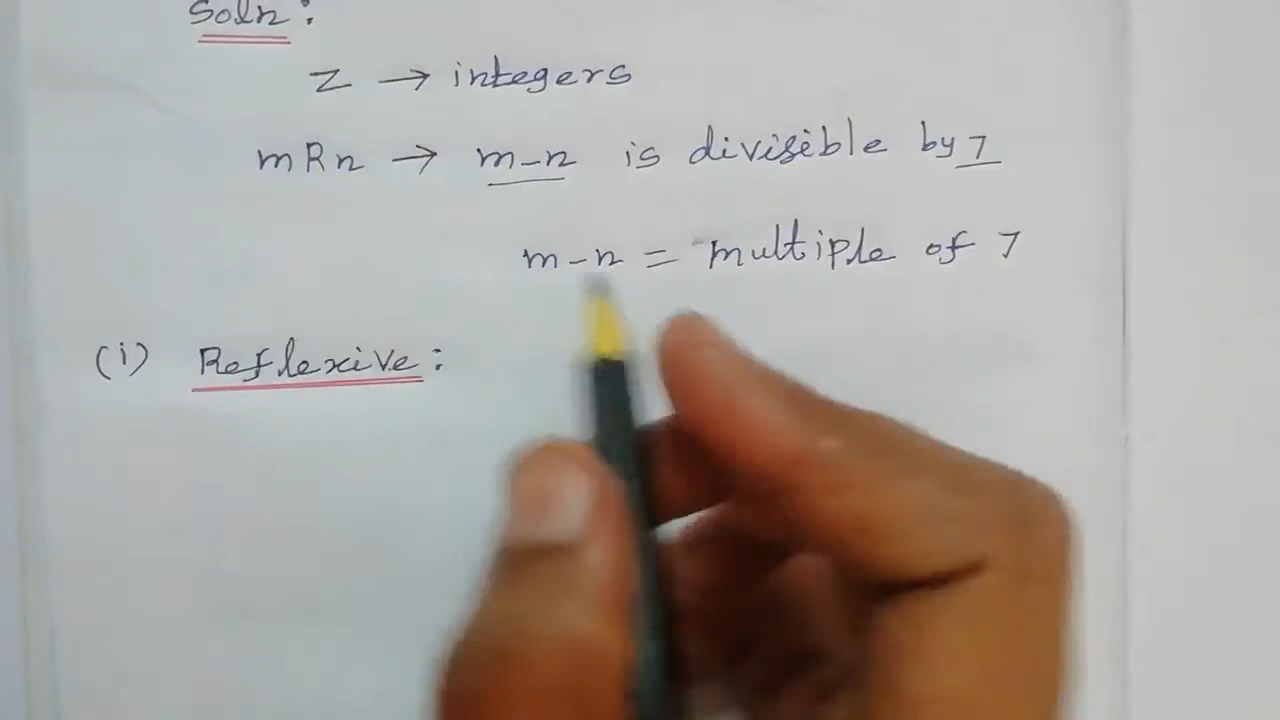 Soln:
Z → integers
mRn → m-n is divisible by 7
m-n = multiple of 7
(i) Reflexive: